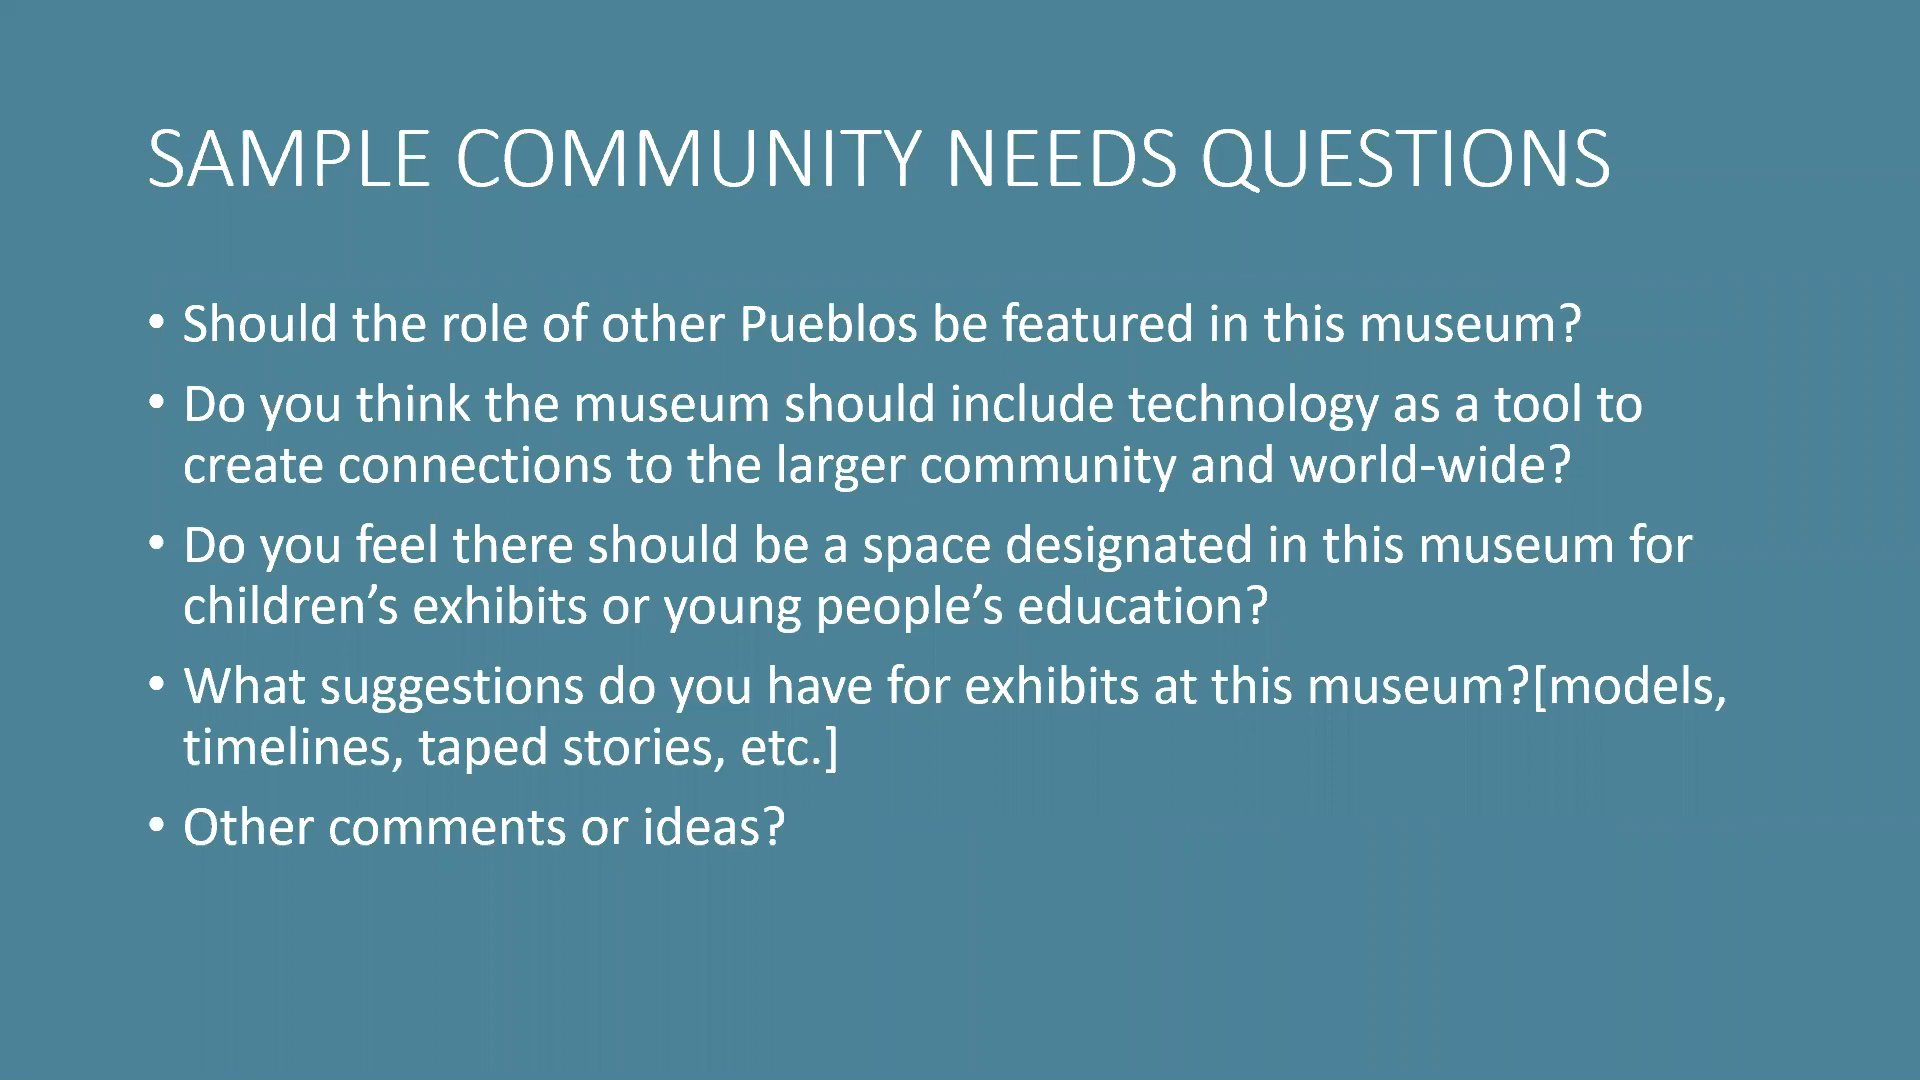 SAMPLE COMMUNITY NEEDS QUESTIONS
• Should the role of other Pueblos be featured in this museum?
• Do you think the museum should include technology as a tool to
create connections to the larger community and world-wide?
• Do you feel there should be a space designated in this museum for
children’s exhibits or young people’s education?
• What suggestions do you have for exhibits at this museum?[models,
timelines, taped stories, etc.]
• Other comments or ideas?